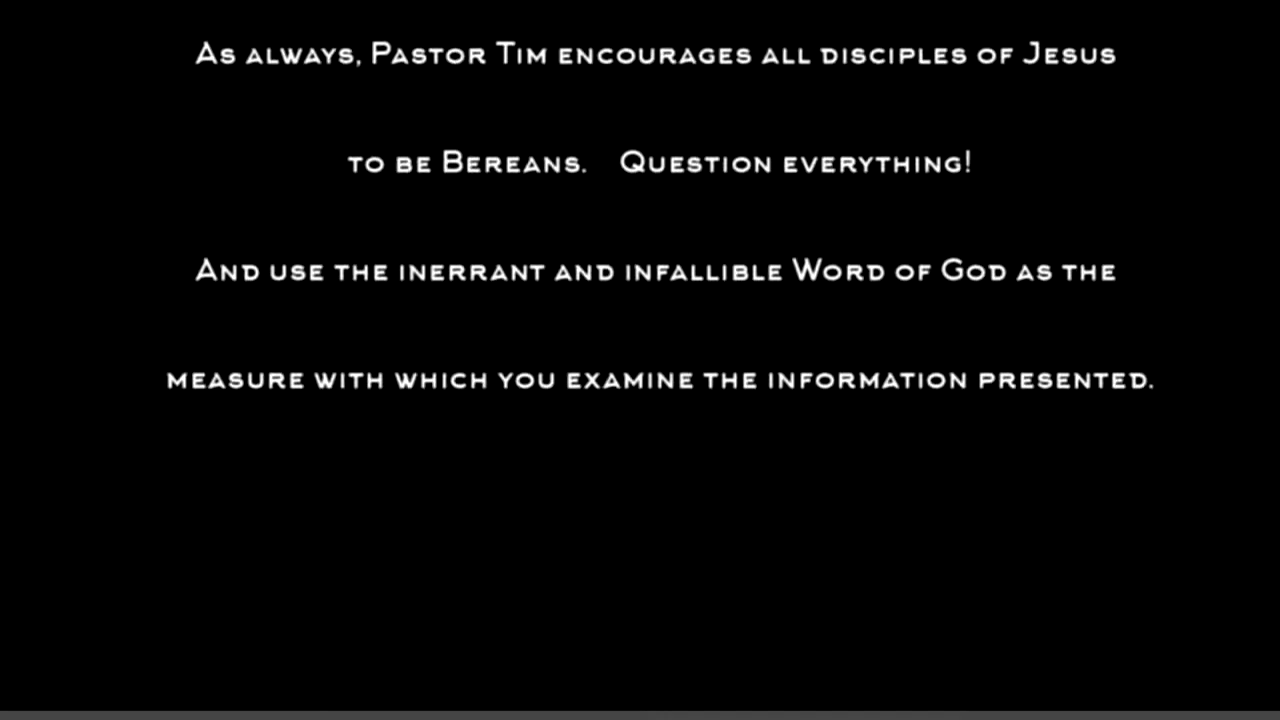 As always, Pastor Tim encourages all disciples of Jesus
to be Bereans. Question everything!
And use the inerrant and infallible Word of God as the
measure with which you examine the information presented.